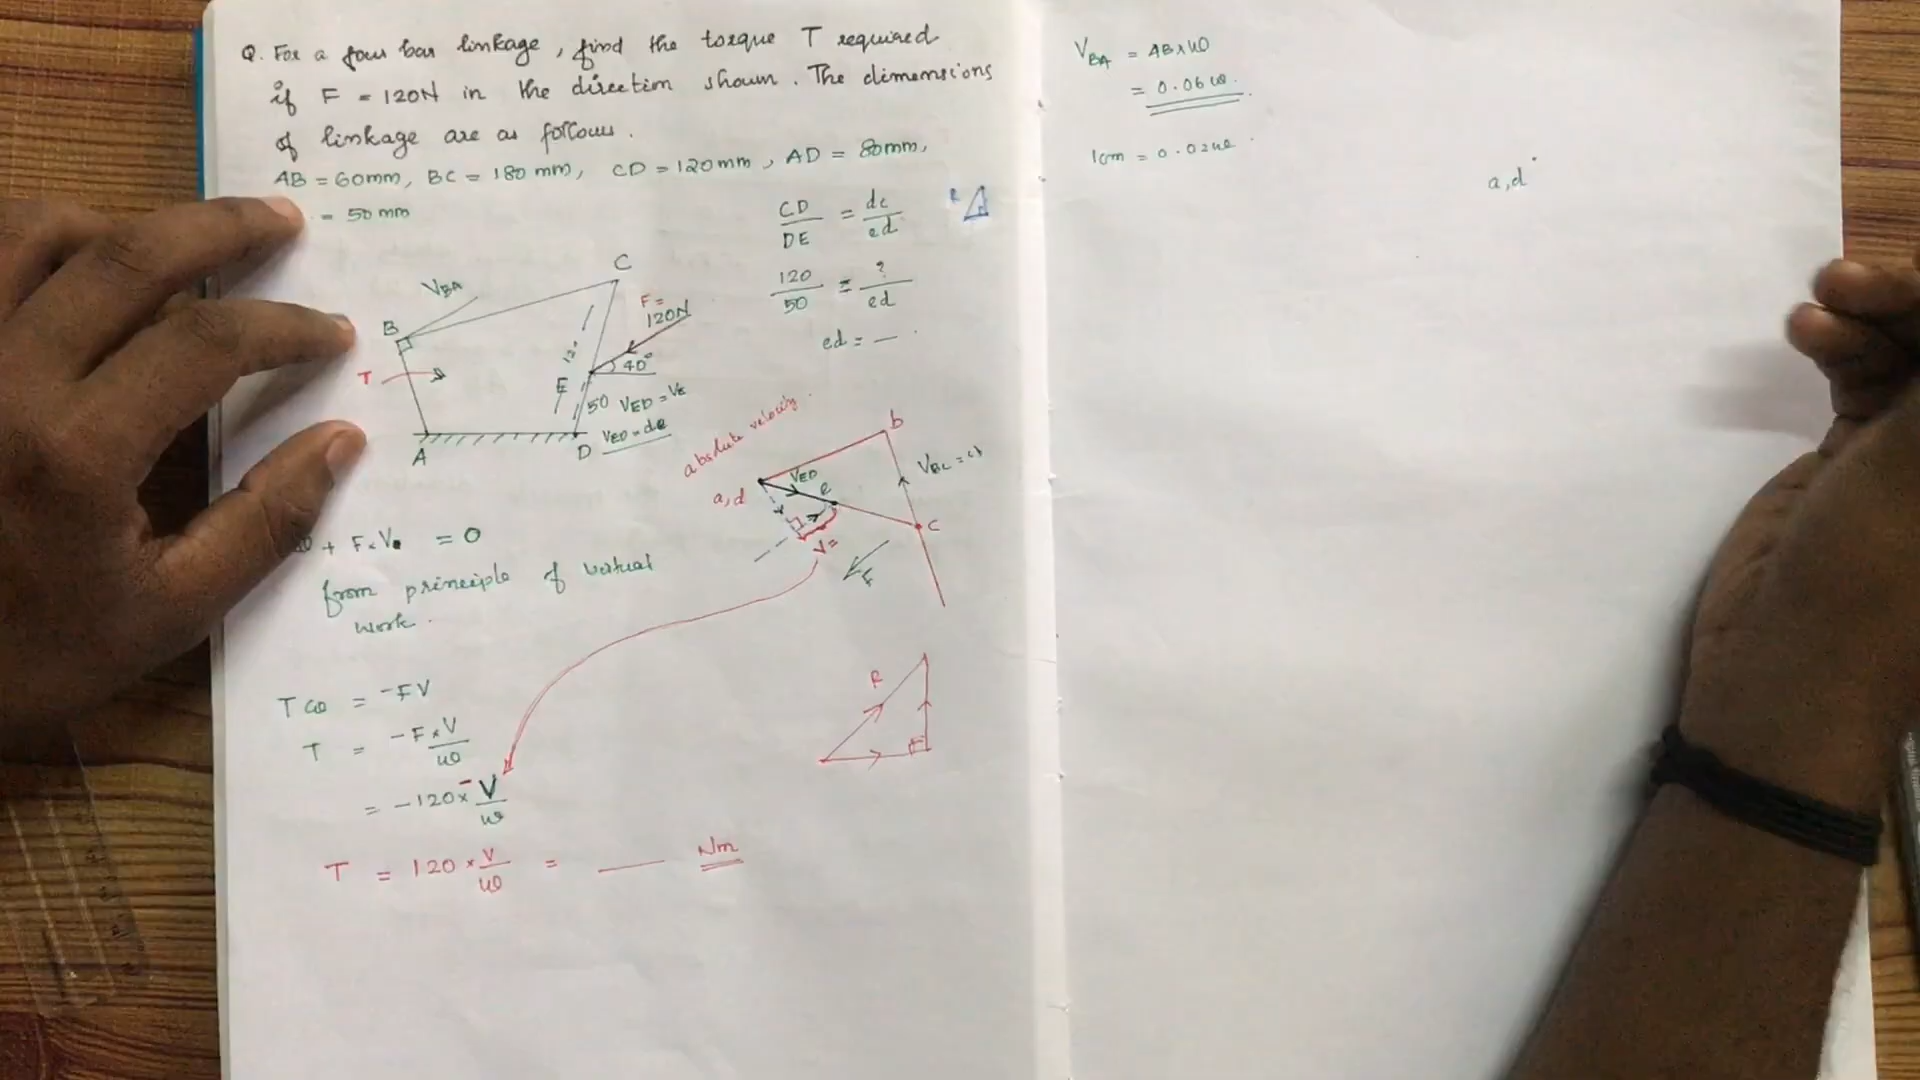 Q. For a four bar linkage, find the torque T required
if F = 120N in the direction shown. The dimensions
of linkage are as follows.
AB = 60mm, BC = 180 mm, CD = 120mm, AD = 80mm,
= 50 mm
CD/DE = dc/ed
R
120/50 = ?/ed
ed = —
C
VBA
B
F = 120N
T
120
40°
E
50
VED = VE
VED = de
A
D
absolute velocity.
b
VED
e
a,d
VBC =
c
V=
F
+ F×Ve = 0
from principle of virtual
work.
R
Tω = -FV
T = -F×V/ω
= -120×-V/ω
T = 120×V/ω = ____ Nm
VBA = AB×ω
= 0.06ω.
1cm = 0.02ω.
a,d